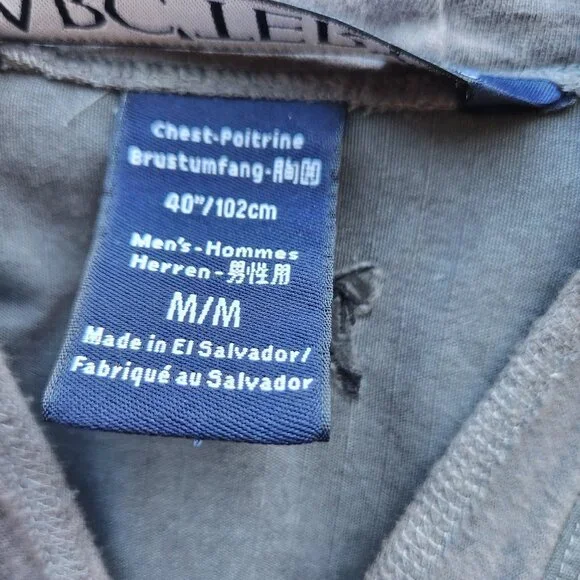 Chest-Poitrine
Brustumfang-胸囲
40"/102cm
Men's-Hommes
Herren-男性用
M/M
Made in El Salvador/
Fabriqué au Salvador